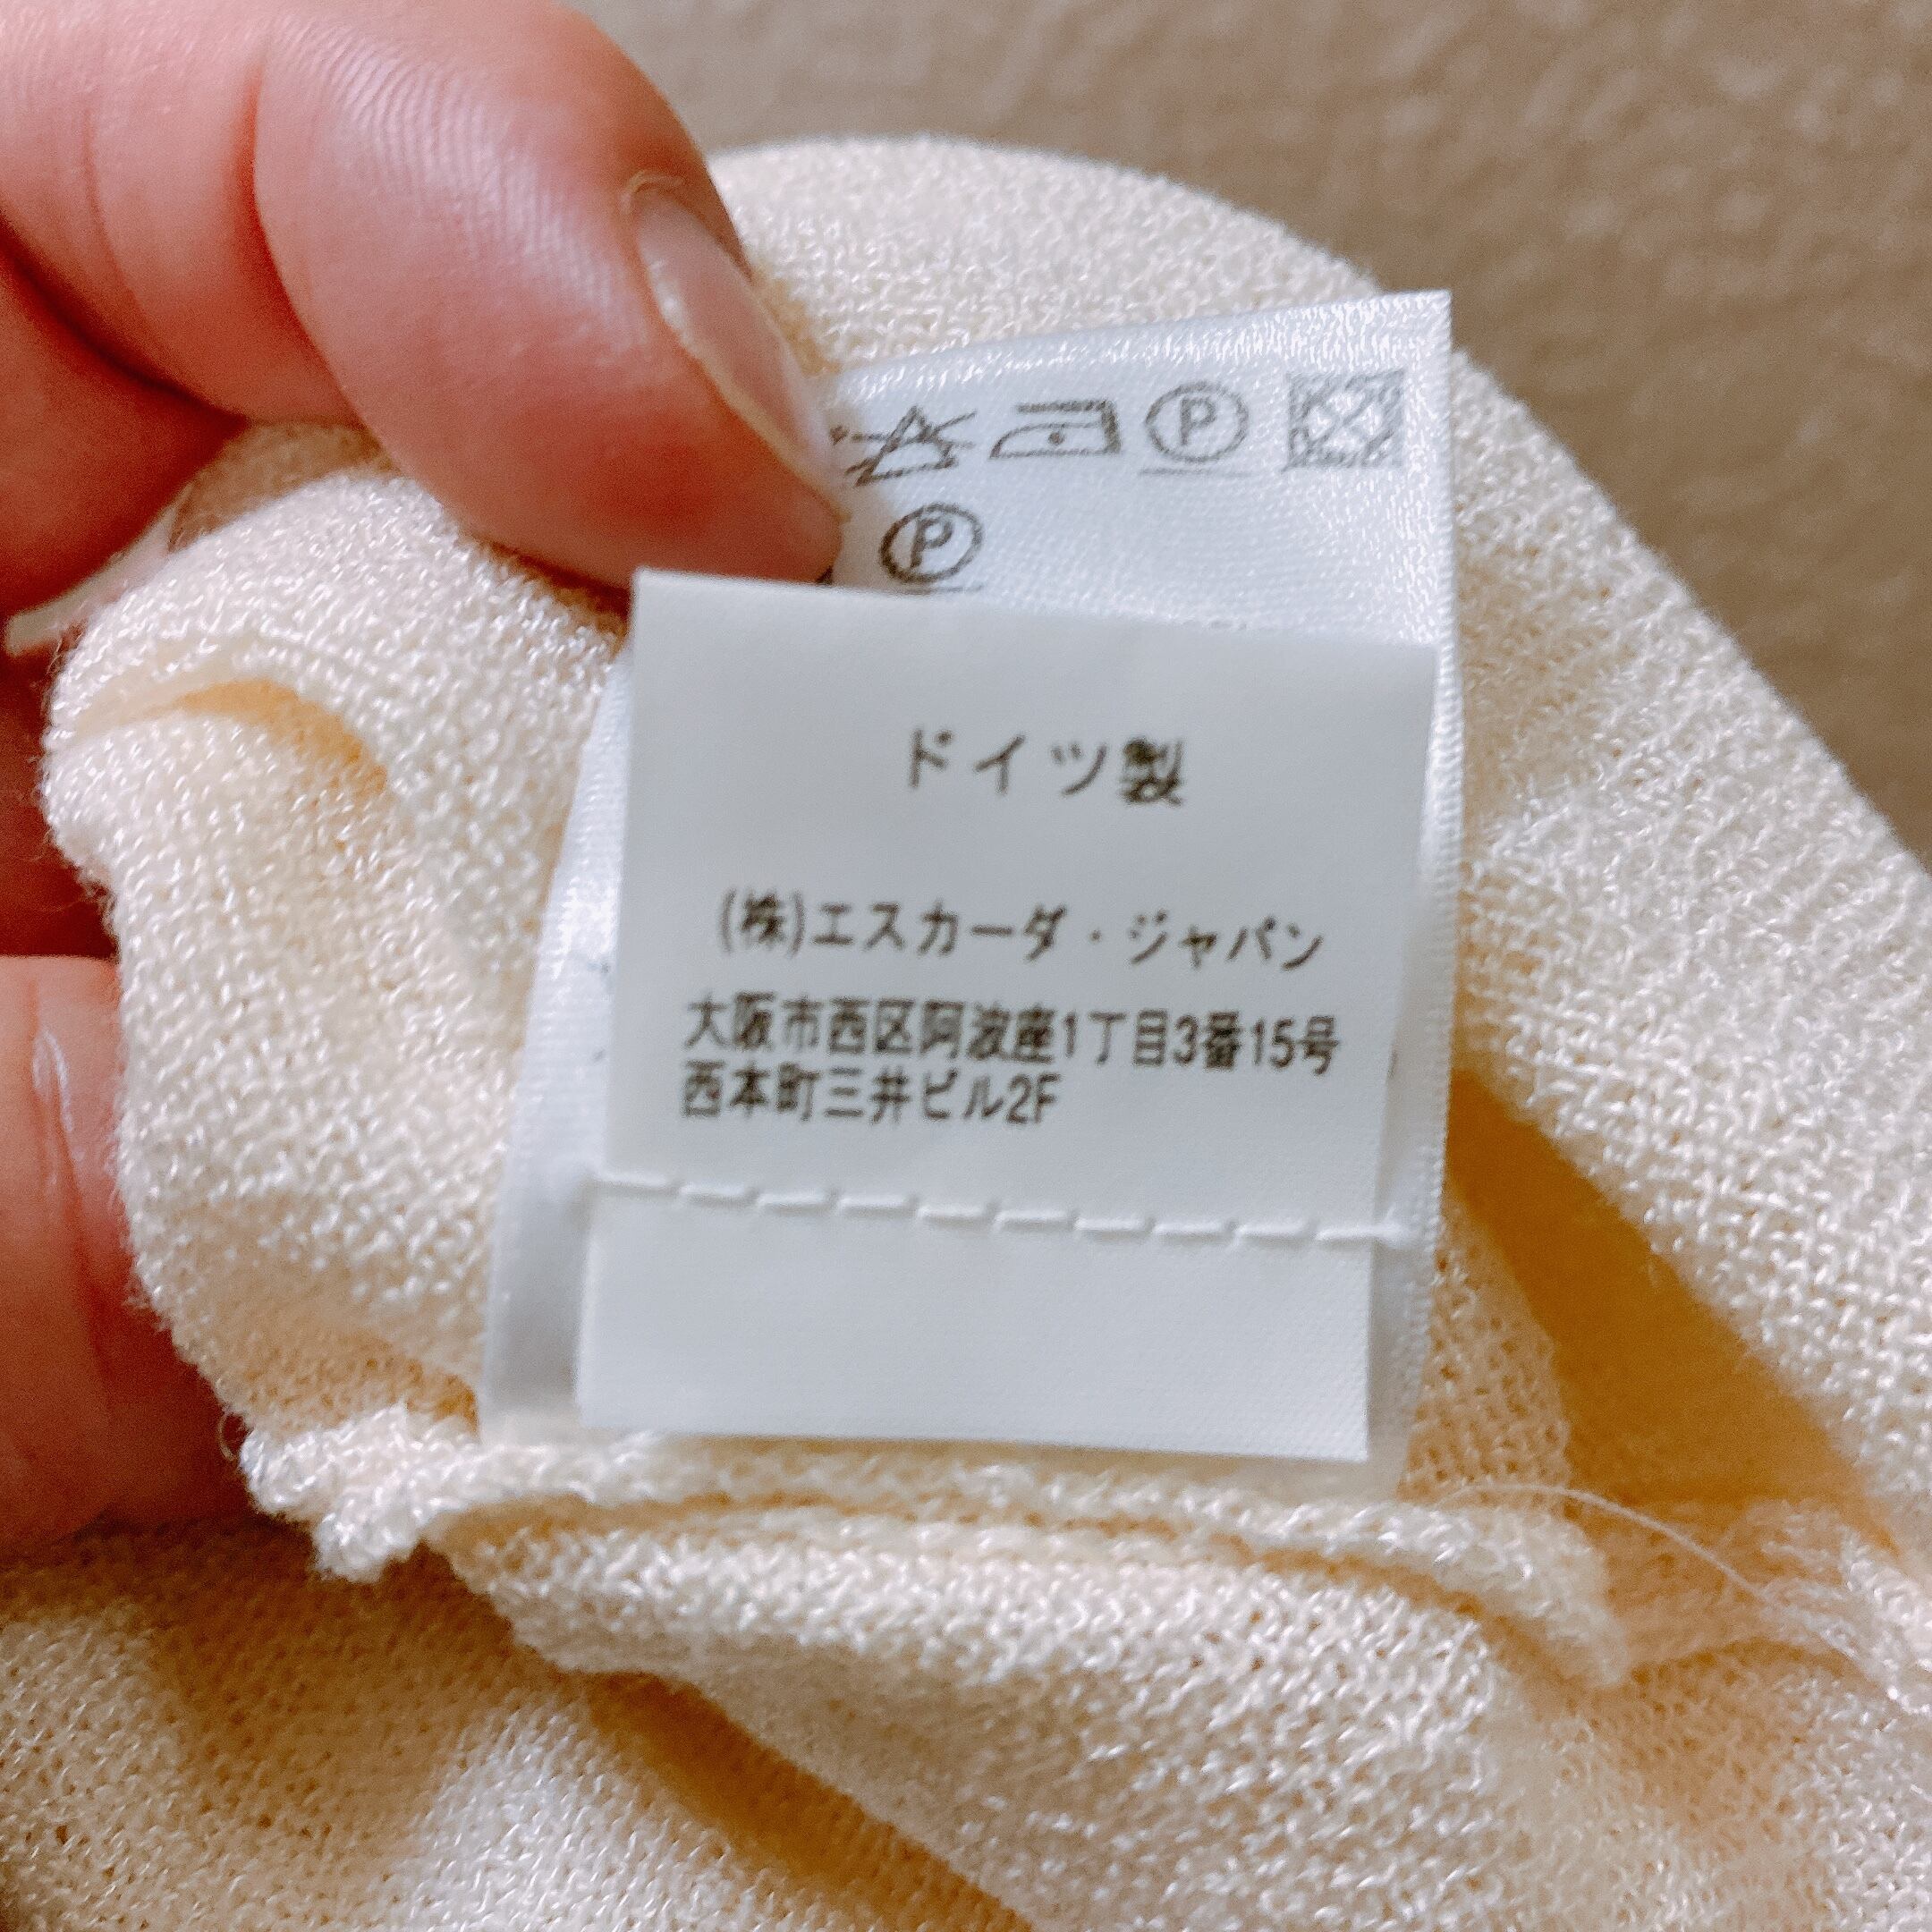 P
P
ドイツ製
(株)エスカーダ・ジャパン
大阪市西区阿波座1丁目3番15号
西本町三井ビル2F